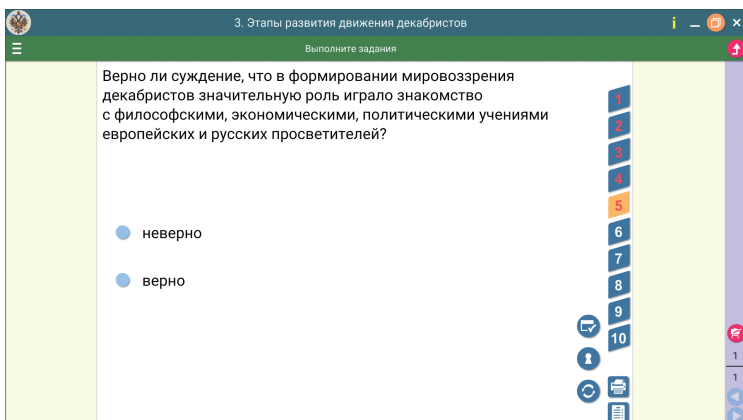 3. Этапы развития движения декабристов
i
Выполните задания
Верно ли суждение, что в формировании мировоззрения
декабристов значительную роль играло знакомство
с философскими, экономическими, политическими учениями
европейских и русских просветителей?
неверно
верно
1
2
3
4
5
6
7
8
9
10
1
1